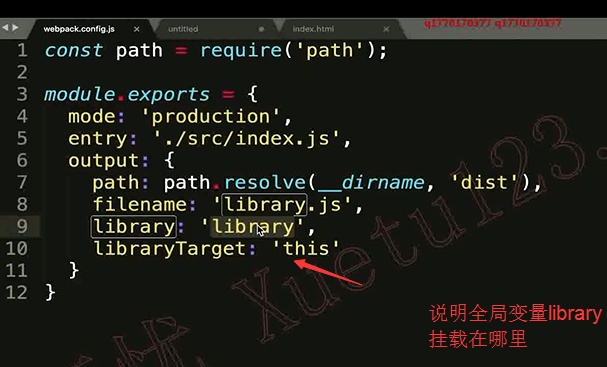 webpack.config.js × untitled × index.html ×
1 const path = require('path');
2
3 module.exports = {
4 mode: 'production',
5 entry: './src/index.js',
6 output: {
7 path: path.resolve(__dirname, 'dist'),
8 filename: 'library.js',
9 library: 'library',
10 libraryTarget: 'this'
11 }
12 }
说明全局变量library
挂载在哪里
Xuetu123.